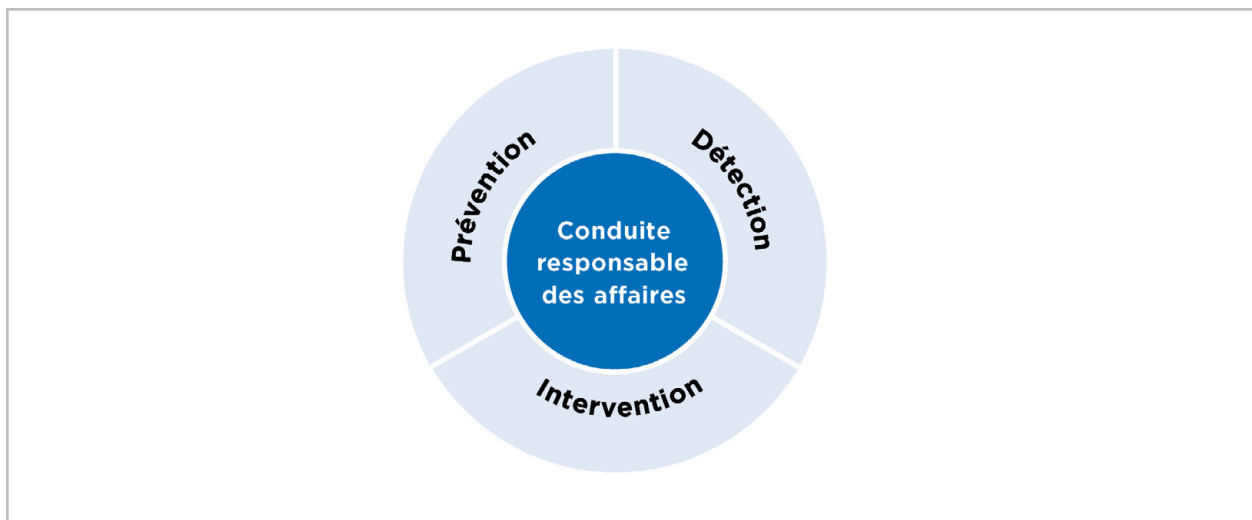 Prévention
Détection
Conduite
responsable
des affaires
Intervention